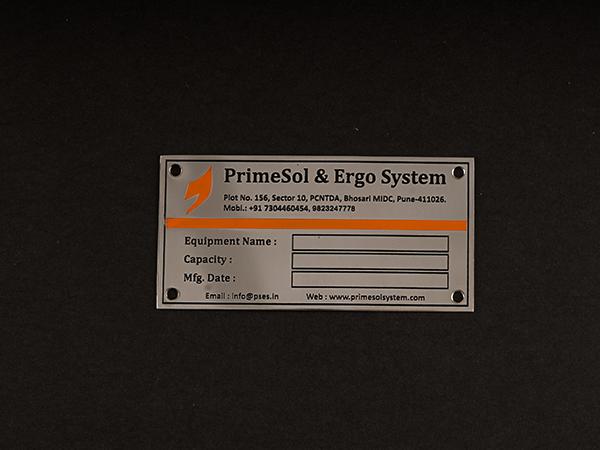 PrimeSol & Ergo System
Plot No. 156, Sector 10, PCNTDA, Bhosari MIDC, Pune-411026.
Mobl.: +91 7304460454, 9823247778
Equipment Name :
Capacity :
Mfg. Date :
Email : info@pses.in Web : www.primesolsystem.com